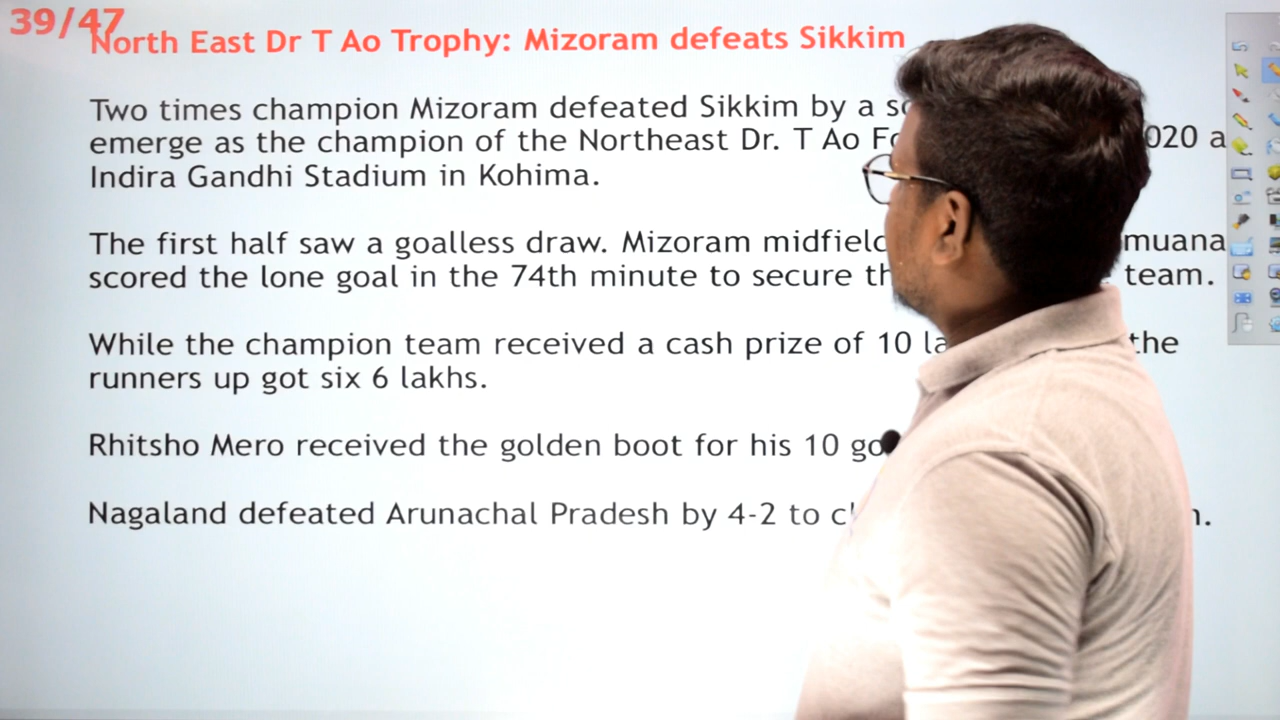 39/47
North East Dr T Ao Trophy: Mizoram defeats Sikkim
Two times champion Mizoram defeated Sikkim by a
emerge as the champion of the Northeast Dr. T Ao
Indira Gandhi Stadium in Kohima.
The first half saw a goalless draw. Mizoram
scored the lone goal in the 74th minute to secure team.
While the champion team received a cash prize of 10 the
runners up got six 6 lakhs.
Rhitsho Mero received the golden boot for his 10
Nagaland defeated Arunachal Pradesh by 4-2 to